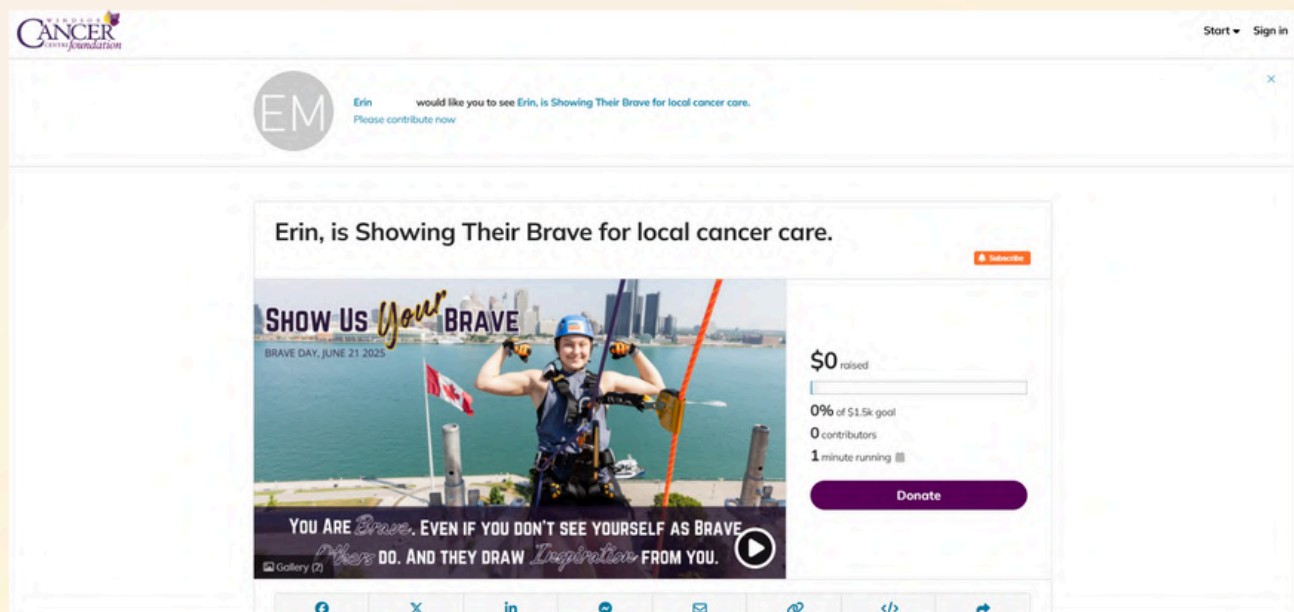 WINDSOR
CANCER
CENTRE foundation
Start
Sign in
EM
Erin would like you to see Erin, is Showing Their Brave for local cancer care.
Please contribute now
Erin, is Showing Their Brave for local cancer care.
Subscribe
SHOW US Your BRAVE
BRAVE DAY, JUNE 21 2025
YOU ARE Brave. EVEN IF YOU DON'T SEE YOURSELF AS BRAVE
Others DO. AND THEY DRAW Inspiration FROM YOU.
Gallery (2)
$0 raised
0% of $1.5k goal
0 contributors
1 minute running
Donate